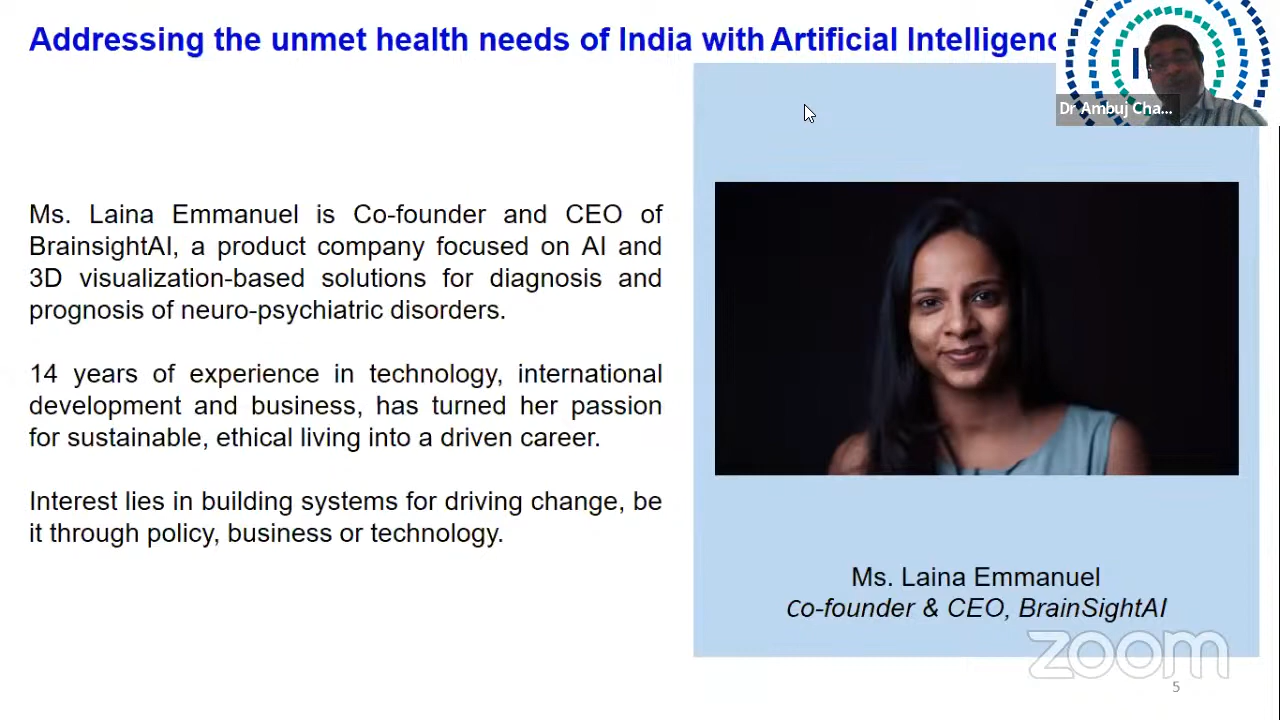 Addressing the unmet health needs of India with Artificial Intelligenc
Dr Ambuj Cha...
Ms. Laina Emmanuel is Co-founder and CEO of
BrainsightAI, a product company focused on AI and
3D visualization-based solutions for diagnosis and
prognosis of neuro-psychiatric disorders.
14 years of experience in technology, international
development and business, has turned her passion
for sustainable, ethical living into a driven career.
Interest lies in building systems for driving change, be
it through policy, business or technology.
Ms. Laina Emmanuel
Co-founder & CEO, BrainSightAI
zoom
5